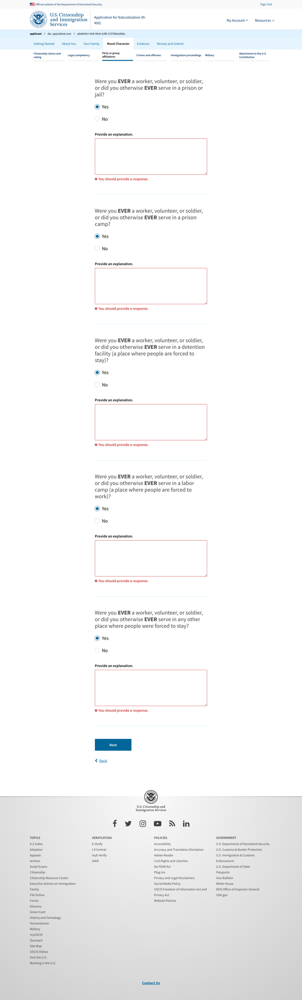 Official website of the Department of Homeland Security
Sign Out
U.S. Citizenship
and Immigration
Services
Application for Naturalization (N-
400)
My Account
Resources
applicant > dai_app1@test.com > ada844a7-efc8-49cb-b3f6-37370b4a460a
Getting Started
About You
Your Family
Moral Character
Evidence
Review and Submit
Citizenship claims and
voting
Legal competency
Party or group
affiliations
Crimes and offenses
Immigration proceedings
Military
Attachment to the U.S.
Constitution
Were you EVER a worker, volunteer, or soldier,
or did you otherwise EVER serve in a prison or
jail?
Yes
No
Provide an explanation.
You should provide a response.
Were you EVER a worker, volunteer, or soldier,
or did you otherwise EVER serve in a prison
camp?
Yes
No
Provide an explanation.
You should provide a response.
Were you EVER a worker, volunteer, or soldier,
or did you otherwise EVER serve in a detention
facility (a place where people are forced to
stay)?
Yes
No
Provide an explanation.
You should provide a response.
Were you EVER a worker, volunteer, or soldier,
or did you otherwise EVER serve in a labor
camp (a place where people are forced to
work)?
Yes
No
Provide an explanation.
You should provide a response.
Were you EVER a worker, volunteer, or soldier,
or did you otherwise EVER serve in any other
place where people were forced to stay?
Yes
No
Provide an explanation.
You should provide a response.
Next
Back
U.S. Citizenship and
Immigration Services
TOPICS
A-Z Index
Adoption
Appeals
Archive
Avoid Scams
Citizenship
Citizenship Resource Center
Executive Actions on Immigration
Family
File Online
Forms
Glossary
Green Card
History and Genealogy
Humanitarian
Military
myUSCIS
Outreach
Site Map
USCIS Videos
Visit the U.S.
Working in the U.S.
VERIFICATION
E-Verify
I-9 Central
myE-Verify
SAVE
POLICIES
Accessibility
Accuracy and Translation Disclaimer
Adobe Reader
Civil Rights and Liberties
No FEAR Act
Plug-ins
Privacy and Legal Disclaimers
Social Media Policy
USCIS Freedom of Information Act and
Privacy Act
Website Policies
GOVERNMENT
U.S. Department of Homeland Security
U.S. Customs & Border Protection
U.S. Immigration & Customs
Enforcement
U.S. Department of State
Passports
Visa Bulletin
White House
DHS Office of Inspector General
USA.gov
Contact Us